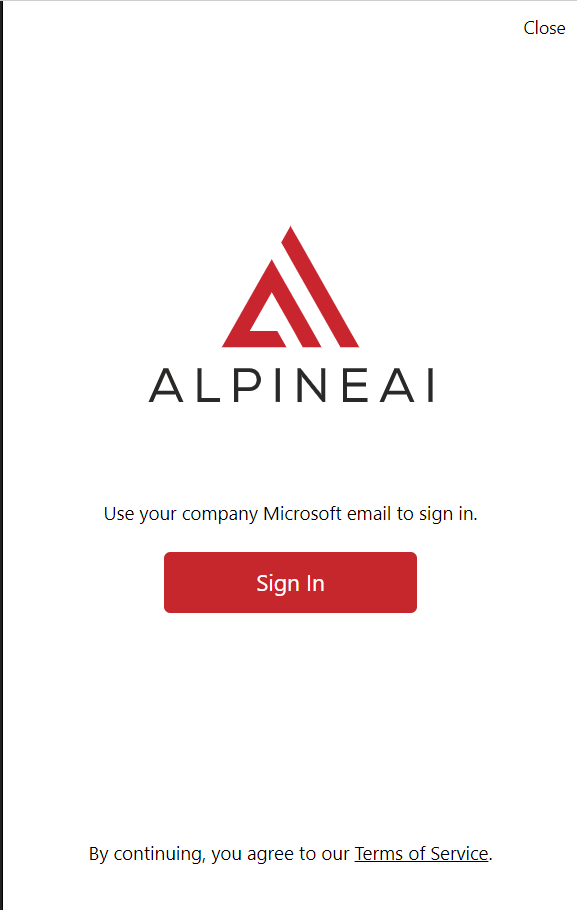 Close
ALPINEAI
Use your company Microsoft email to sign in.
Sign In
By continuing, you agree to our Terms of Service.